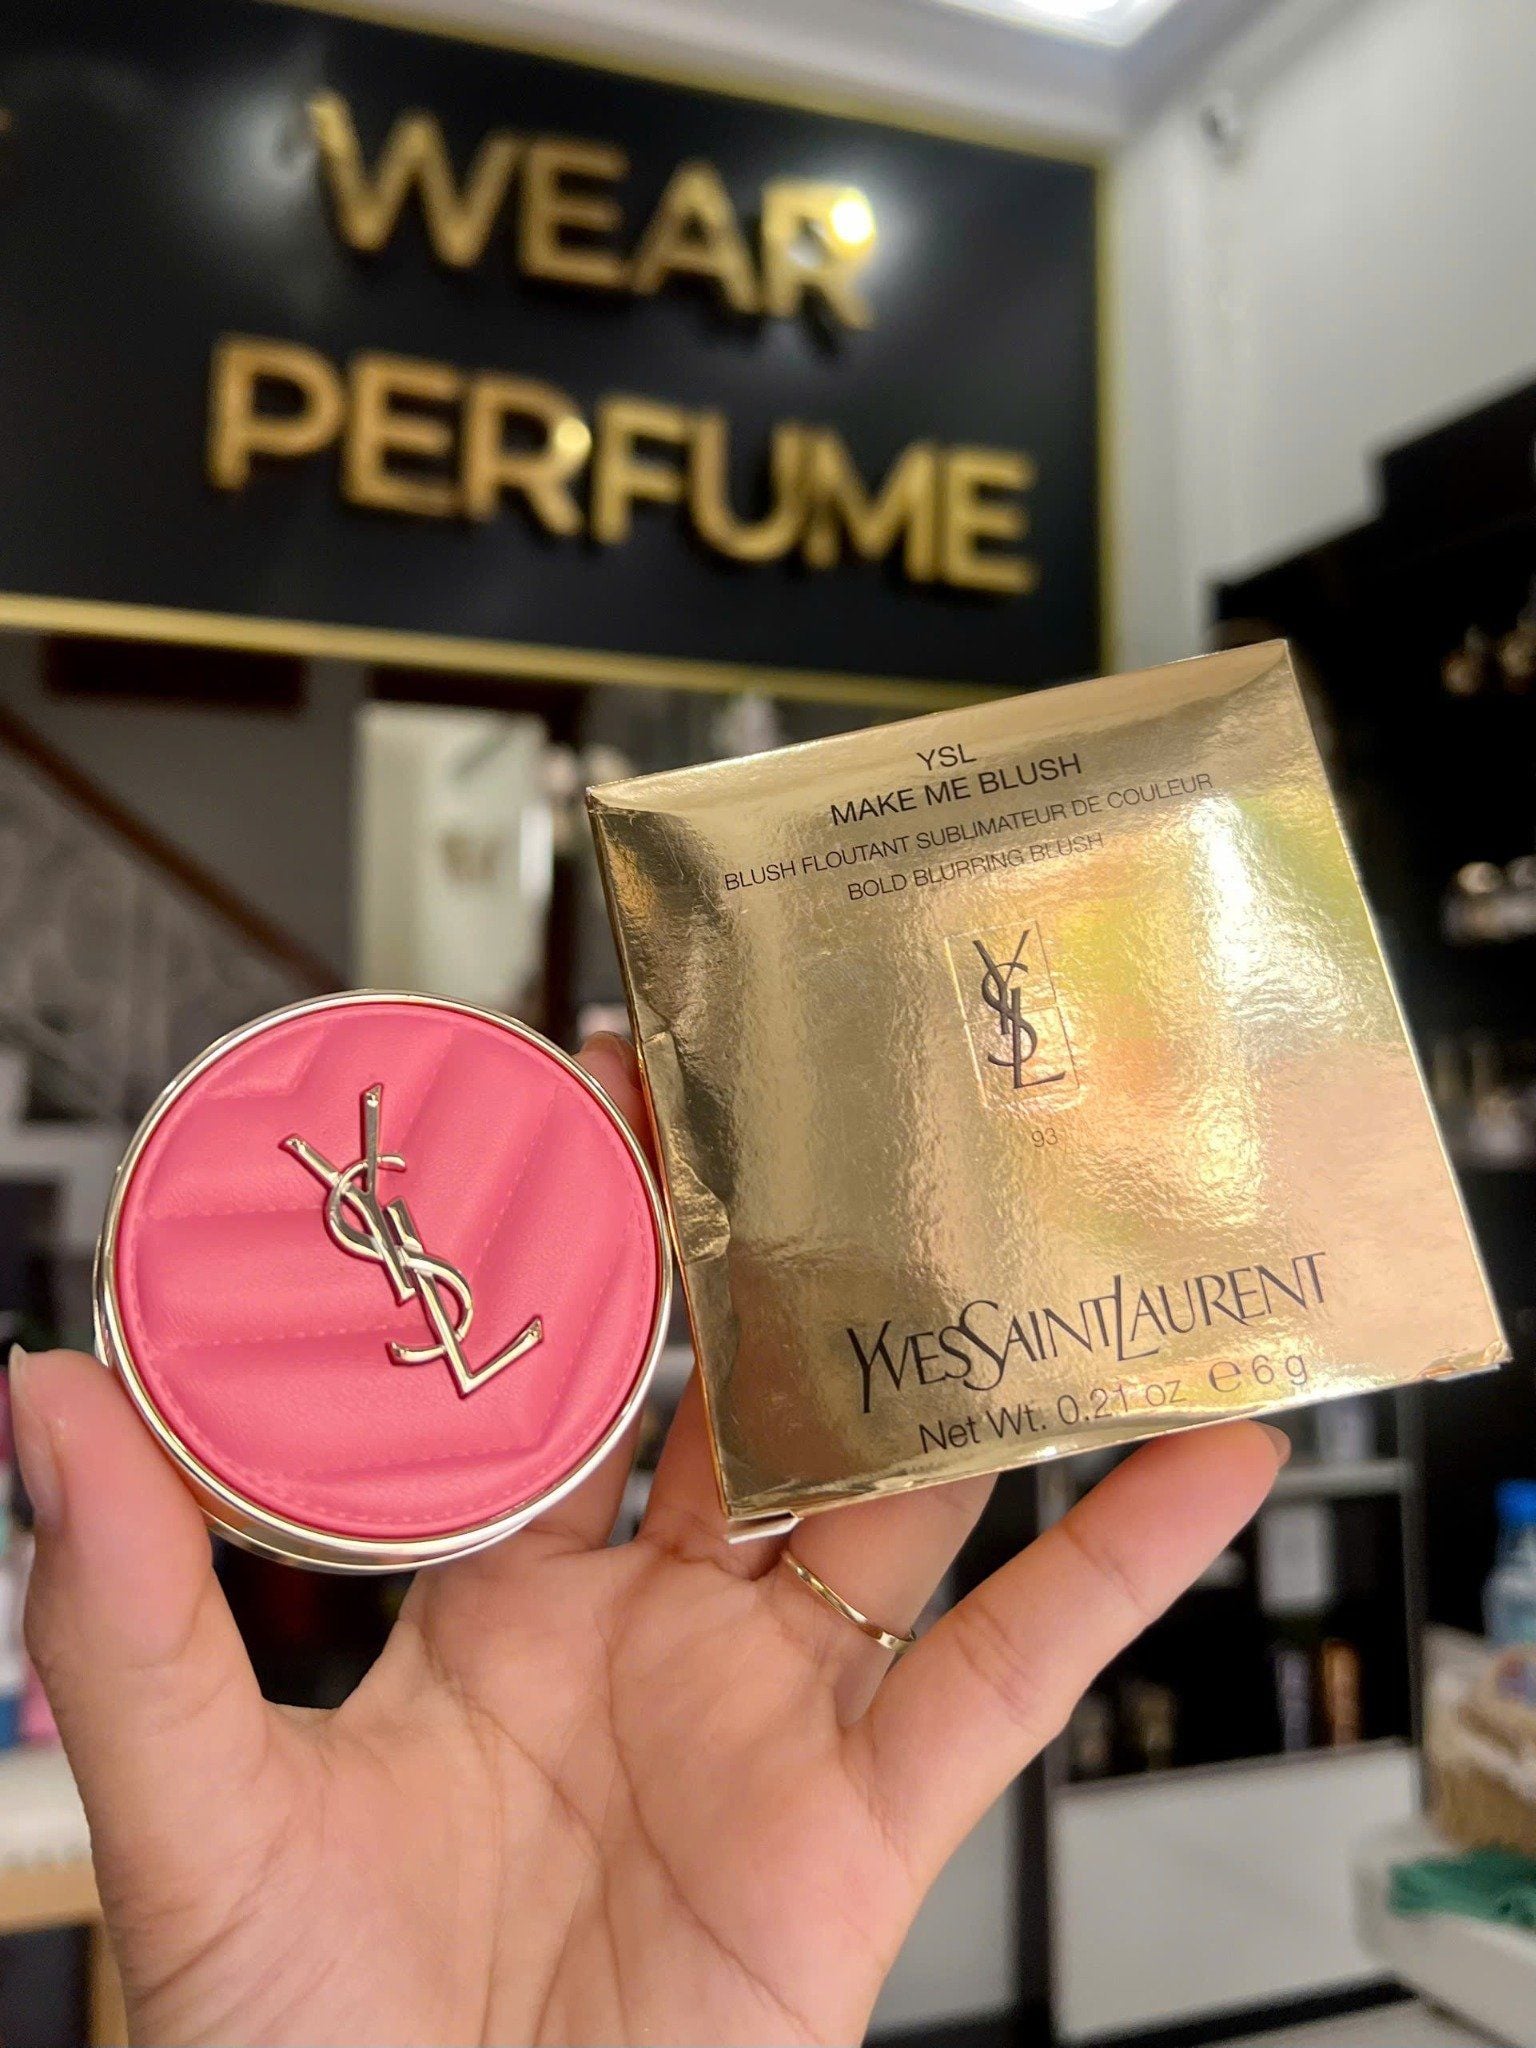 WEAR
PERFUME
YSL
MAKE ME BLUSH
BLUSH FLOUTANT SUBLIMATEUR DE COULEUR
BOLD BLURRING BLUSH
YSL
93
YVESSAINTLAURENT
Net Wt. 0.21 oz ℮ 6 g
YSL